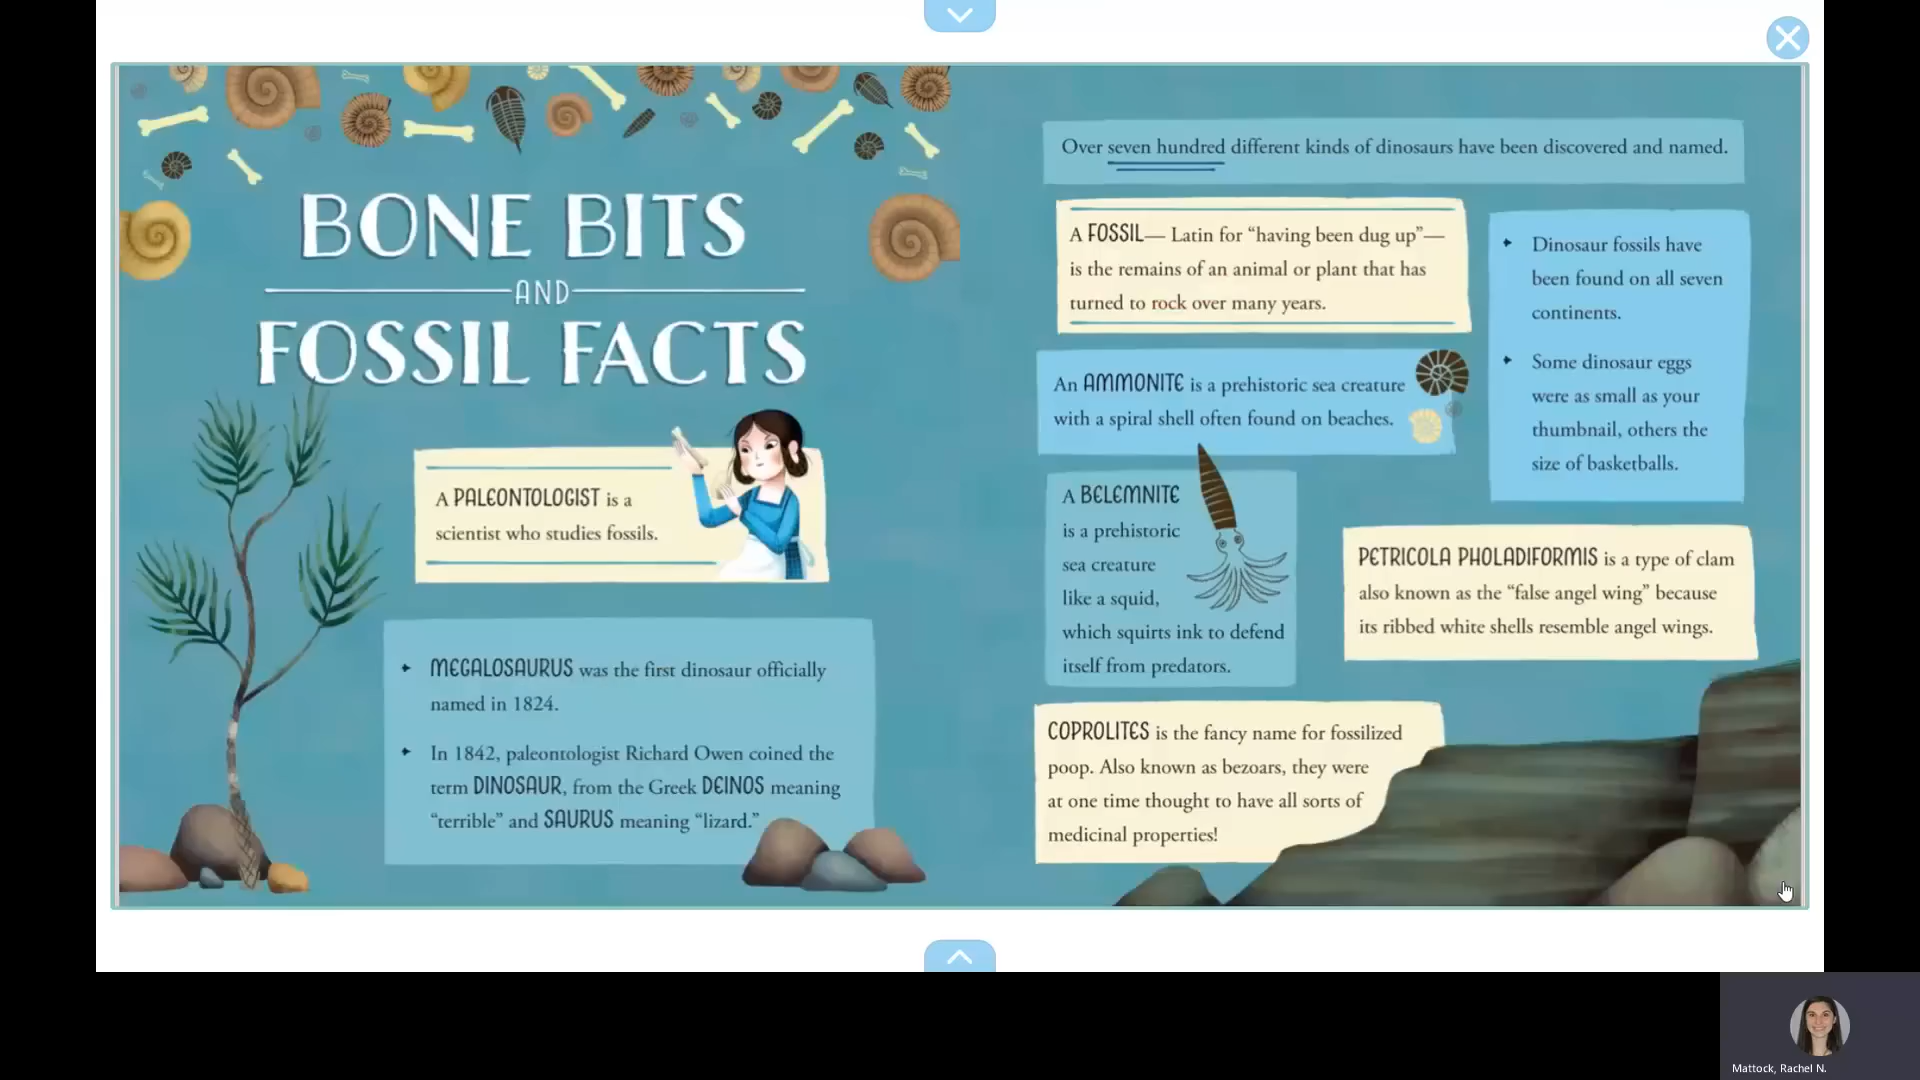 BONE BITS
AND
FOSSIL FACTS
A PALEONTOLOGIST is a
scientist who studies fossils.
MEGALOSAURUS was the first dinosaur officially
named in 1824.
In 1842, paleontologist Richard Owen coined the
term DINOSAUR, from the Greek DEINOS meaning
“terrible” and SAURUS meaning “lizard.”
Over seven hundred different kinds of dinosaurs have been discovered and named.
A FOSSIL— Latin for “having been dug up”—
is the remains of an animal or plant that has
turned to rock over many years.
Dinosaur fossils have
been found on all seven
continents.
Some dinosaur eggs
were as small as your
thumbnail, others the
size of basketballs.
An AMMONITE is a prehistoric sea creature
with a spiral shell often found on beaches.
A BELEMNITE
is a prehistoric
sea creature
like a squid,
which squirts ink to defend
itself from predators.
PETRICOLA PHOLADIFORMIS is a type of clam
also known as the “false angel wing” because
its ribbed white shells resemble angel wings.
COPROLITES is the fancy name for fossilized
poop. Also known as bezoars, they were
at one time thought to have all sorts of
medicinal properties!
Mattock, Rachel N.